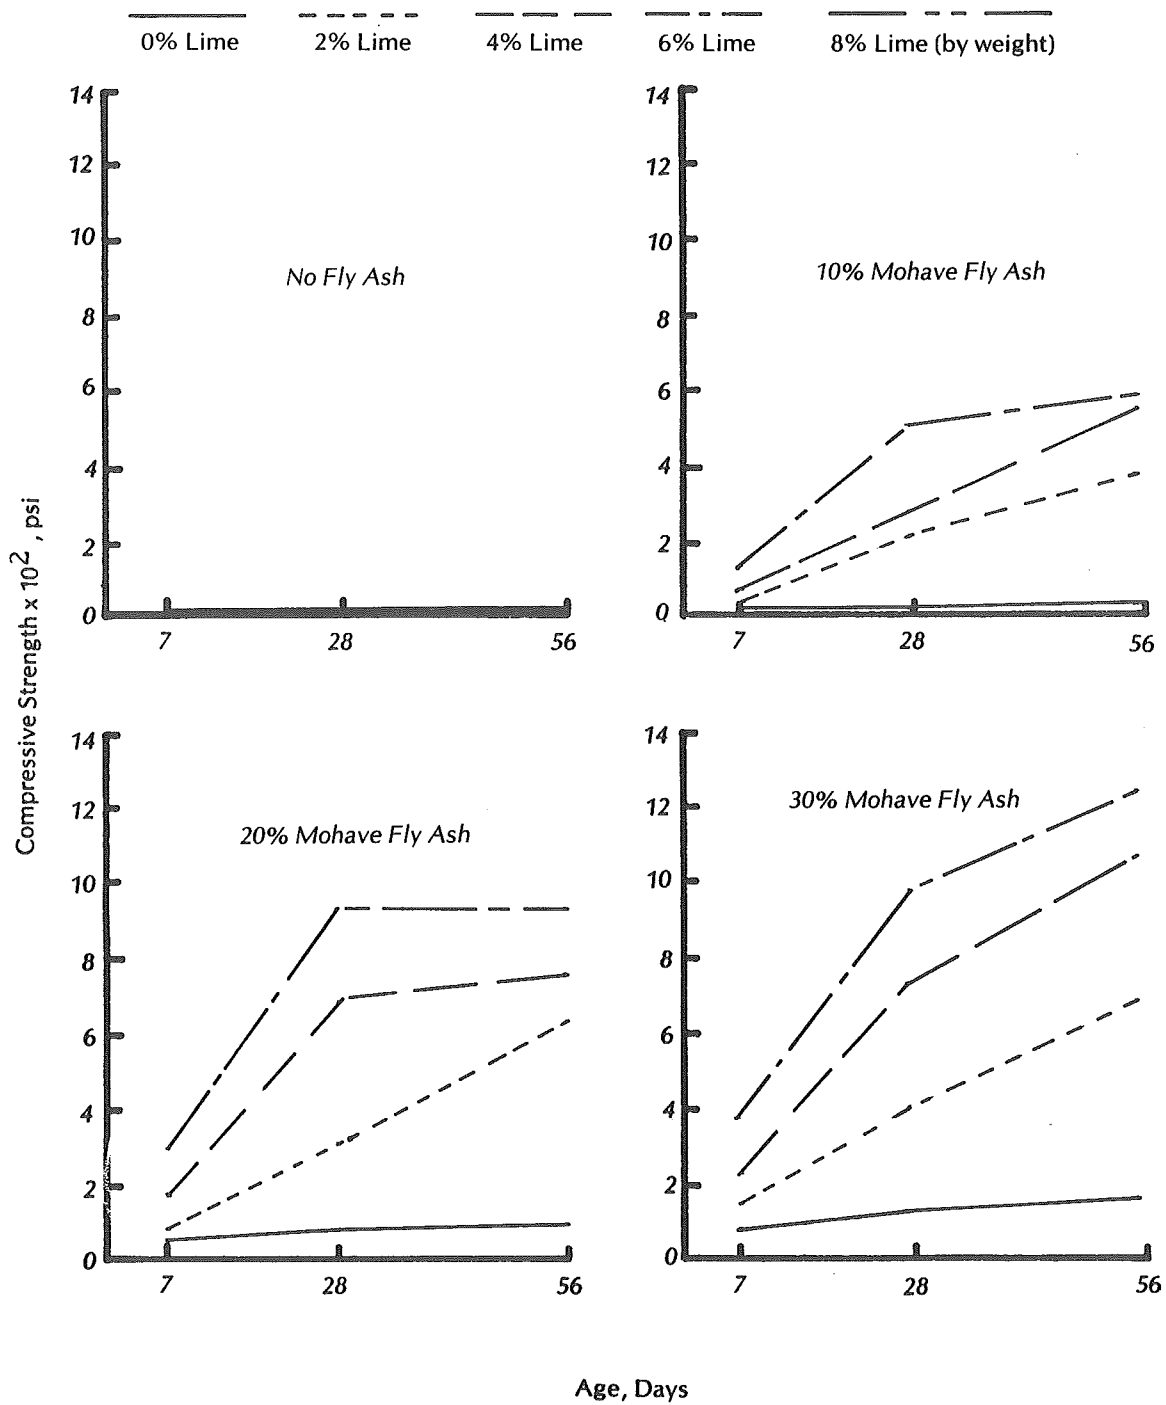 0% Lime 2% Lime 4% Lime 6% Lime 8% Lime (by weight)
14
12
10
8
6
4
2
0
No Fly Ash
7 28 56
14
12
10
8
6
4
2
0
10% Mohave Fly Ash
7 28 56
Compressive Strength x 10², psi
14
12
10
8
6
4
2
0
20% Mohave Fly Ash
7 28 56
14
12
10
8
6
4
2
0
30% Mohave Fly Ash
7 28 56
Age, Days